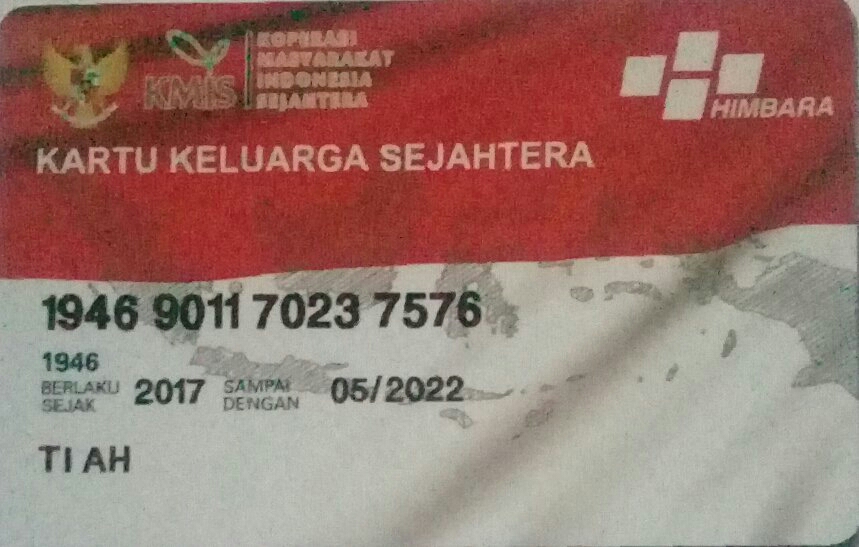 KMIS
KOPERASI
MASYARAKAT
INDONESIA
SEJAHTERA
HIMBARA
KARTU KELUARGA SEJAHTERA
1946 9011 7023 7576
1946
BERLAKU SEJAK 2017 SAMPAI DENGAN 05/2022
TI AH